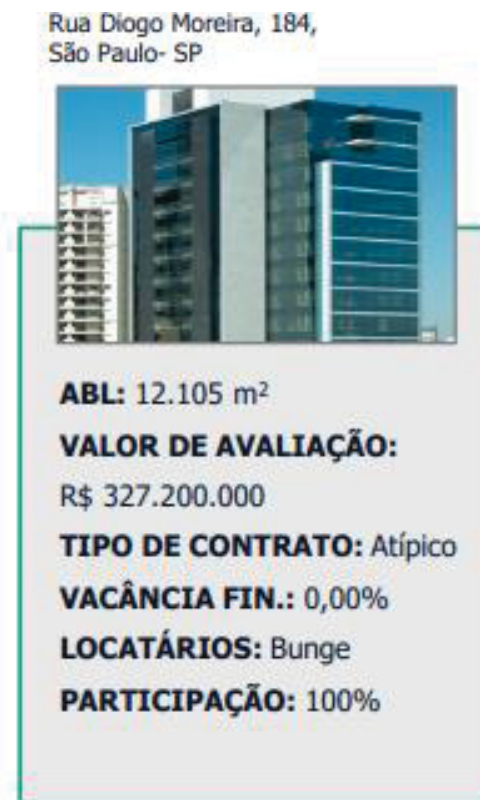 Rua Diogo Moreira, 184,
São Paulo- SP
ABL: 12.105 m²
VALOR DE AVALIAÇÃO:
R$ 327.200.000
TIPO DE CONTRATO: Atípico
VACÂNCIA FIN.: 0,00%
LOCATÁRIOS: Bunge
PARTICIPAÇÃO: 100%